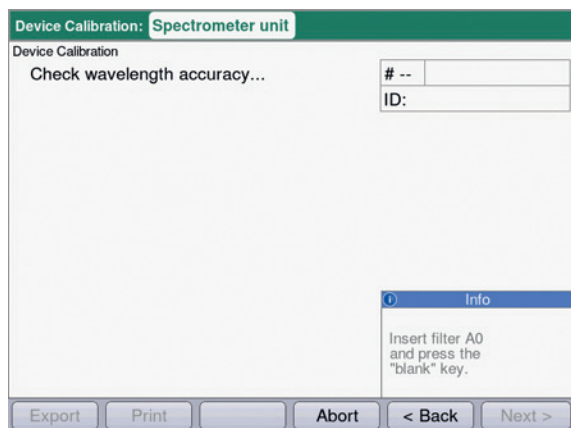 Device Calibration: Spectrometer unit
Device Calibration
Check wavelength accuracy...
# --
ID:
Info
Insert filter A0
and press the
"blank" key.
Export Print Abort < Back Next >